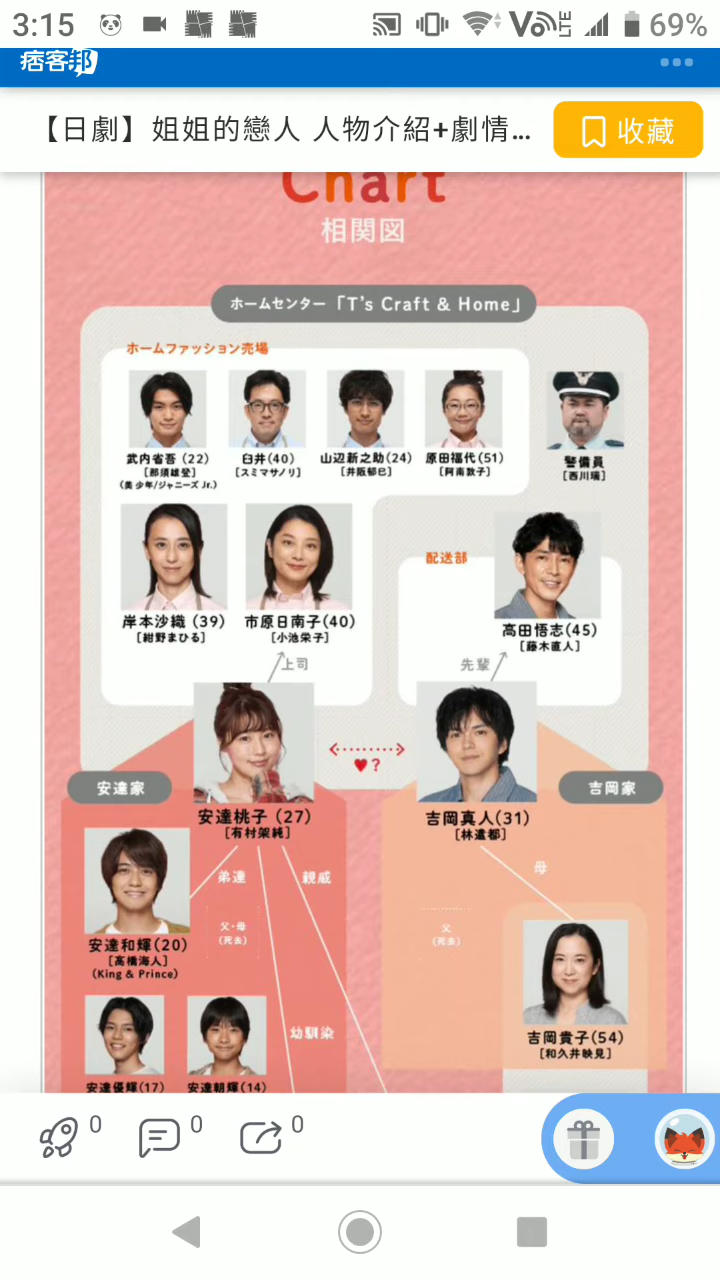 3:15
VoLTE
69%
痞客邦
【日劇】姐姐的戀人 人物介紹+劇情...
收藏
Chart
相関図
ホームセンター「T's Craft & Home」
ホームファッション売場
武内省吾 (22)
[那須雄登]
(美 少年/ジャニーズ Jr.)
臼井(40)
[スミマサノリ]
山辺新之助(24)
[井阪郁巳]
原田福代(51)
[阿南敦子]
警備員
[西川瑞]
岸本沙織 (39)
[紺野まひる]
市原日南子(40)
[小池栄子]
配送部
高田悟志(45)
[藤木直人]
上司
先輩
♥?
安達家
吉岡家
安達桃子 (27)
[有村架純]
吉岡真人(31)
[林遣都]
弟達
親戚
母
父・母
(死去)
父
(死去)
安達和輝(20)
[髙橋海人]
(King & Prince)
幼馴染
吉岡貴子(54)
[和久井映見]
安達優輝(17)
安達朝輝(14)
0
0
0